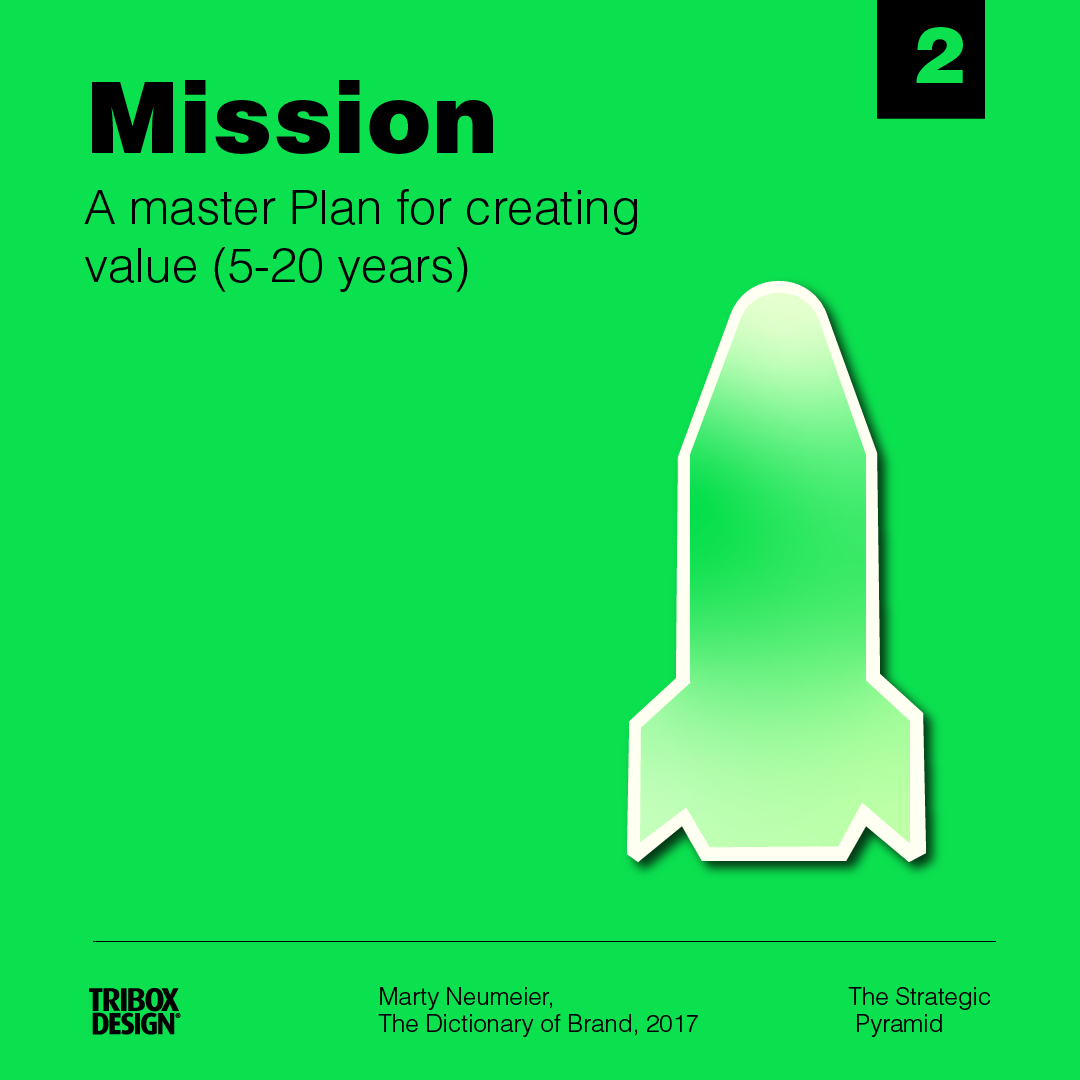 2
Mission
A master Plan for creating
value (5-20 years)
TRIBOX
DESIGN®
Marty Neumeier,
The Dictionary of Brand, 2017
The Strategic
Pyramid